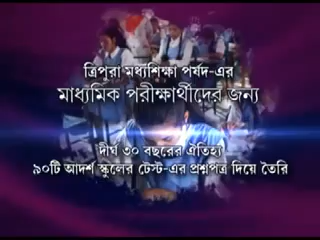 ত্রিপুরা মধ্যশিক্ষা পর্ষদ-এর
মাধ্যমিক পরীক্ষার্থীদের জন্য
দীর্ঘ ৩০ বছরের ঐতিহ্য
৯০টি আদর্শ স্কুলের টেস্ট-এর প্রশ্নপত্র দিয়ে তৈরি